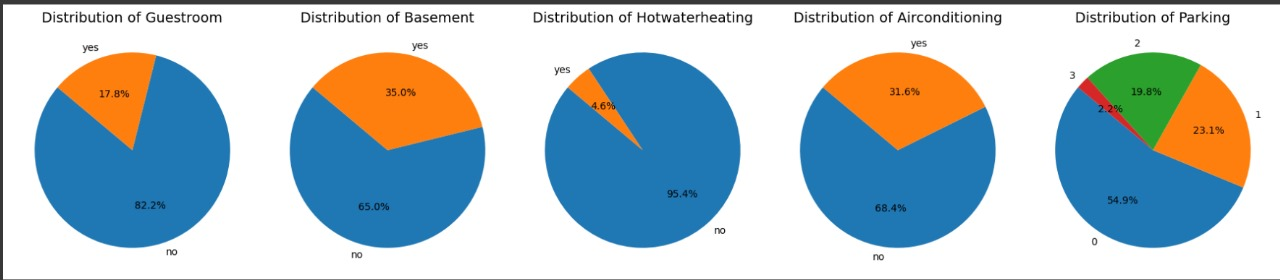 Distribution of Guestroom
yes
17.8%
82.2%
no
Distribution of Basement
yes
35.0%
65.0%
no
Distribution of Hotwaterheating
yes
4.6%
95.4%
no
Distribution of Airconditioning
yes
31.6%
68.4%
no
Distribution of Parking
2
3
19.8%
2.2%
1
23.1%
54.9%
0